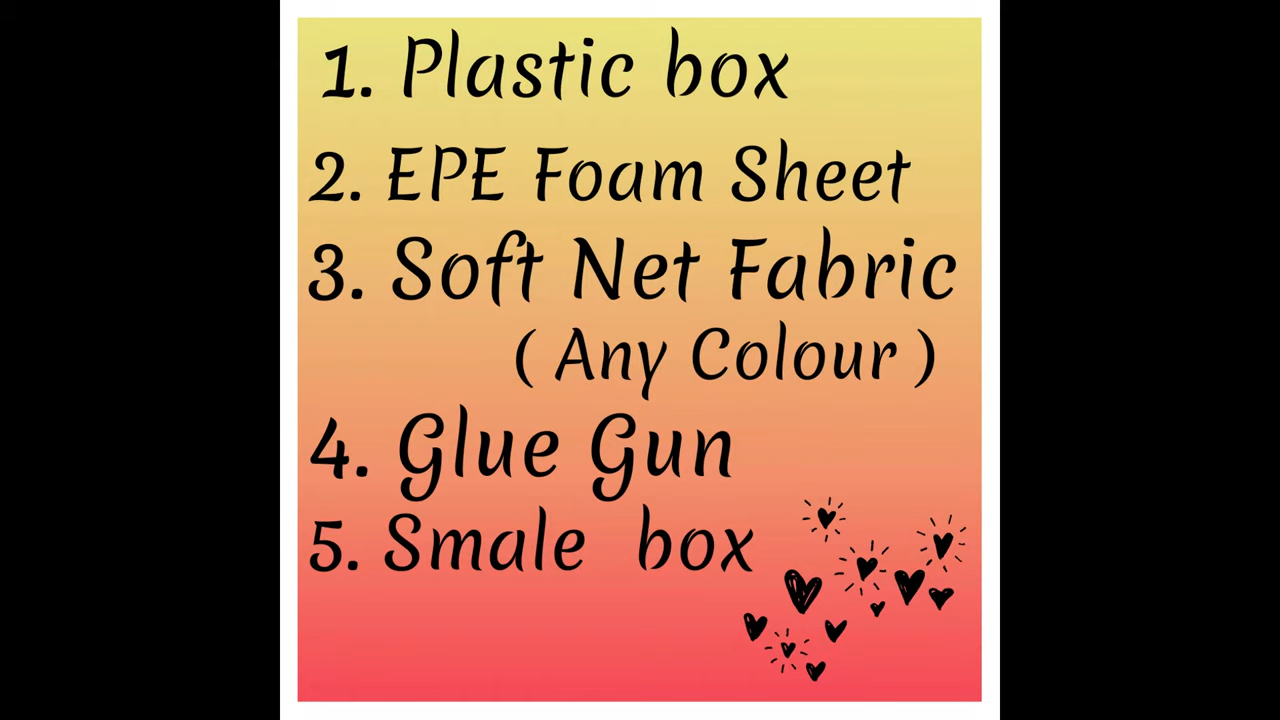 1. Plastic box
2. EPE Foam Sheet
3. Soft Net Fabric
( Any Colour )
4. Glue Gun
5. Smale box